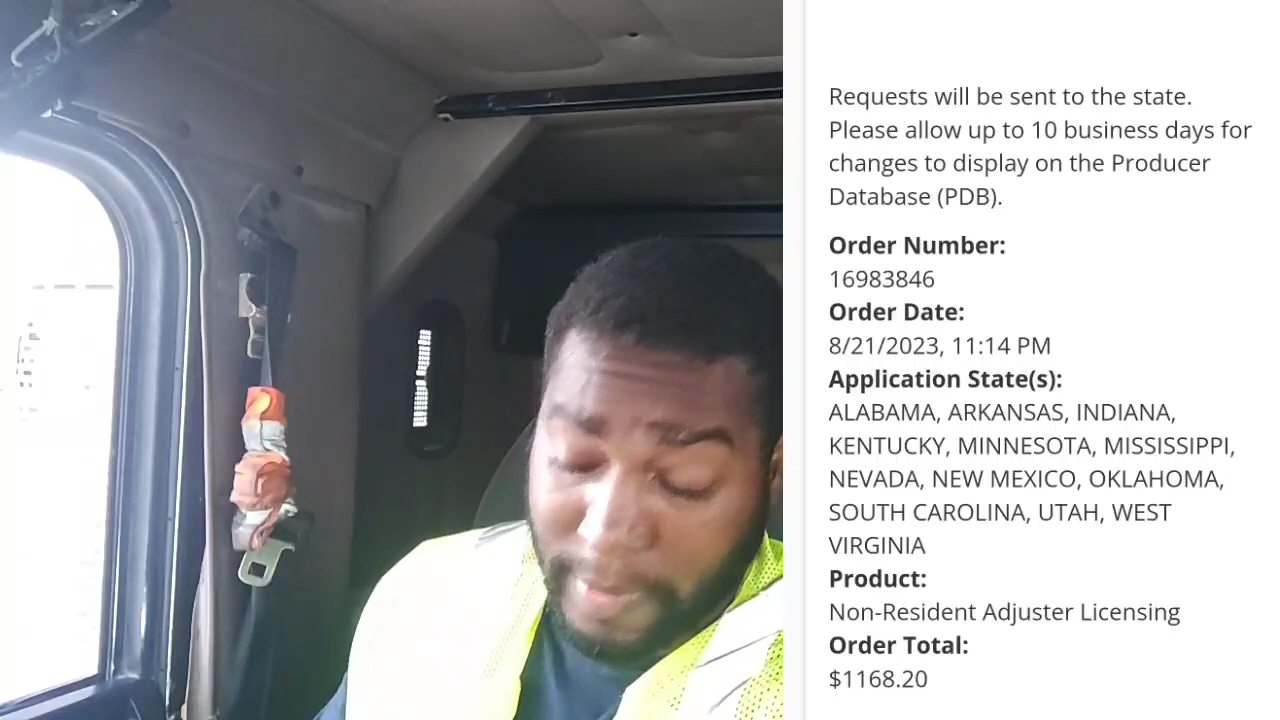 Requests will be sent to the state.
Please allow up to 10 business days for
changes to display on the Producer
Database (PDB).
Order Number:
16983846
Order Date:
8/21/2023, 11:14 PM
Application State(s):
ALABAMA, ARKANSAS, INDIANA,
KENTUCKY, MINNESOTA, MISSISSIPPI,
NEVADA, NEW MEXICO, OKLAHOMA,
SOUTH CAROLINA, UTAH, WEST
VIRGINIA
Product:
Non-Resident Adjuster Licensing
Order Total:
$1168.20